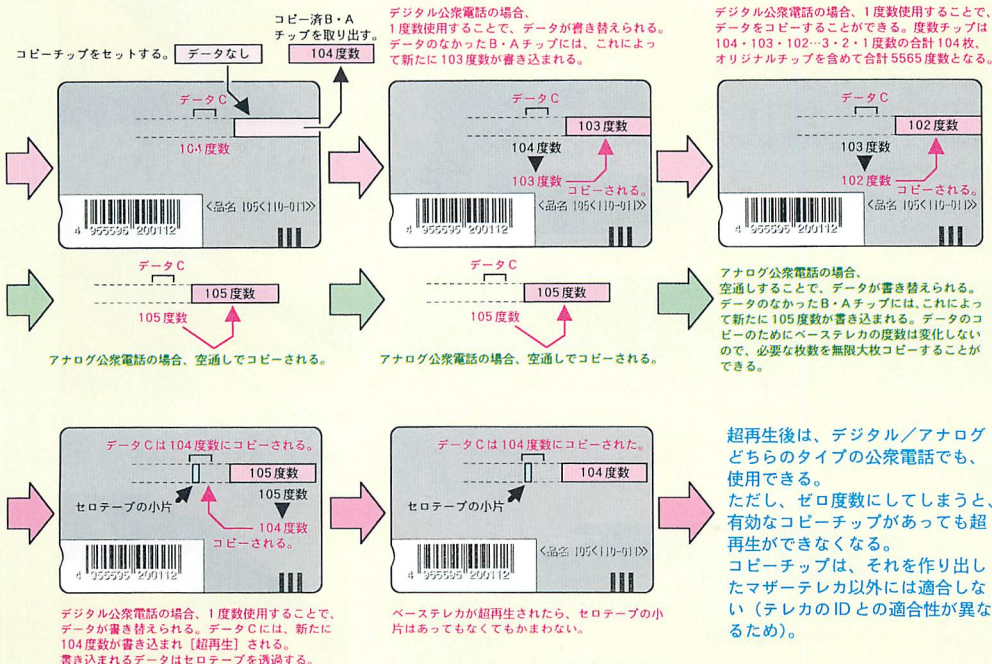 コピーチップをセットする。
データなし
コピー済B・A
チップを取り出す。
104度数
データC
104度数
<品名 105<110-011>>
4 955595 200112
デジタル公衆電話の場合、
1度数使用することで、データが書き替えられる。
データのなかったB・Aチップには、これによっ
て新たに103度数が書き込まれる。
データC
103度数
104度数
103度数
コピーされる。
<品名 105<110-011>>
4 955595 200112
デジタル公衆電話の場合、1度数使用することで、
データをコピーすることができる。度数チップは
104・103・102…3・2・1度数の合計104枚、
オリジナルチップを含めて合計5565度数となる。
データC
102度数
103度数
102度数
コピーされる。
<品名 105<110-011>>
4 955595 200112
データC
105度数
105度数
アナログ公衆電話の場合、空通しでコピーされる。
データC
105度数
105度数
アナログ公衆電話の場合、空通しでコピーされる。
アナログ公衆電話の場合、
空通しすることで、データが書き替えられる。
データのなかったB・Aチップには、これによっ
て新たに105度数が書き込まれる。データのコ
ピーのためにベーステレカの度数は変化しない
ので、必要な枚数を無限大枚コピーすることが
できる。
データCは104度数にコピーされる。
105度数
105度数
セロテープの小片
104度数
コピーされる。
4 955595 200112
デジタル公衆電話の場合、1度数使用することで、
データが書き替えられる。データCには、新たに
104度数が書き込まれ[超再生]される。
書き込まれるデータはセロテープを透過する。
データCは104度数にコピーされた。
104度数
セロテープの小片
<品名 105<110-011>>
4 955595 200112
ベーステレカが超再生されたら、セロテープの小
片はあってもなくてもかまわない。
超再生後は、デジタル/アナログ
どちらのタイプの公衆電話でも、
使用できる。
ただし、ゼロ度数にしてしまうと、
有効なコピーチップがあっても超
再生ができなくなる。
コピーチップは、それを作り出し
たマザーテレカ以外には適合しな
い(テレカのIDとの適合性が異な
るため)。